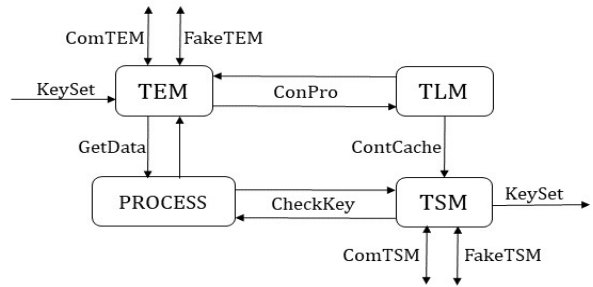 ComTEM
FakeTEM
KeySet
TEM
ConPro
TLM
GetData
ContCache
PROCESS
CheckKey
TSM
KeySet
ComTSM
FakeTSM